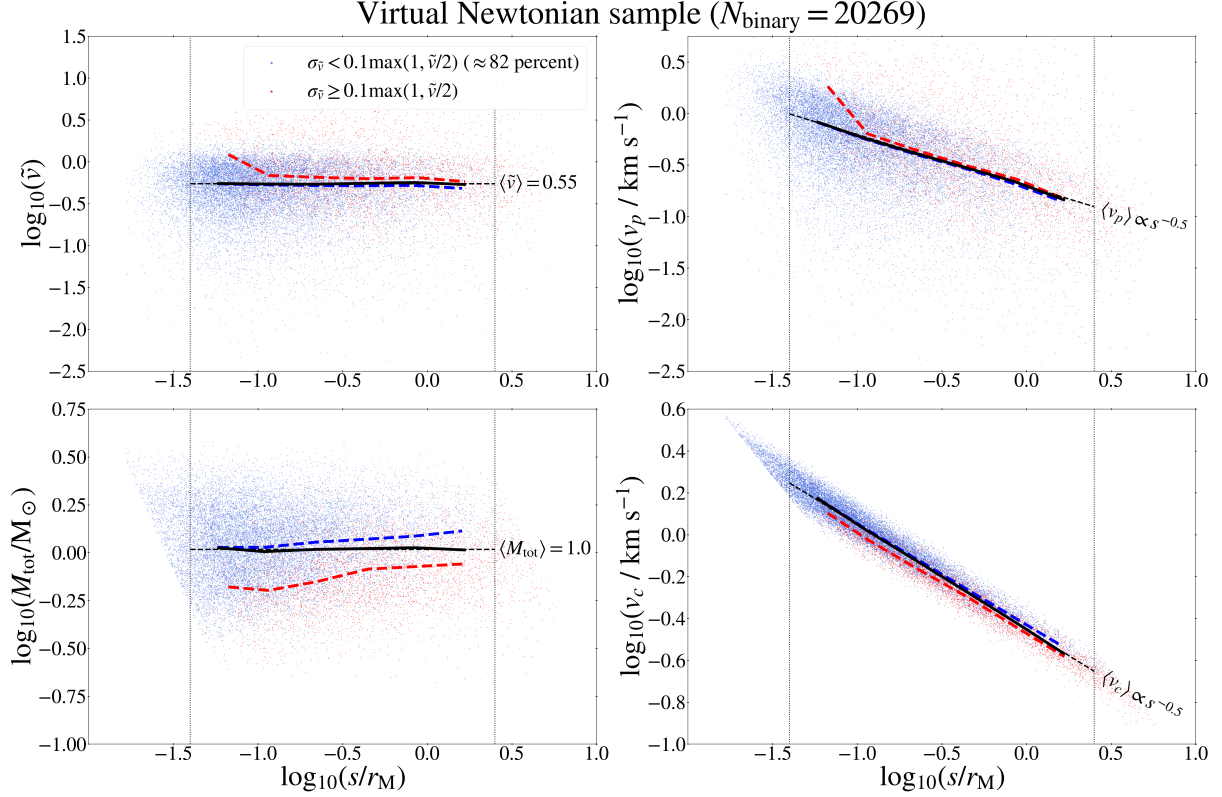 Virtual Newtonian sample (N_binary = 20269)
1.5
1.0
0.5
0.0
−0.5
−1.0
−1.5
−2.0
−2.5
log₁₀(ṽ)
σ_ṽ < 0.1max(1, ṽ/2) (≈82 percent)
σ_ṽ ≥ 0.1max(1, ṽ/2)
⟨ṽ⟩ = 0.55
−1.5 −1.0 −0.5 0.0 0.5 1.0
0.5
0.0
−0.5
−1.0
−1.5
−2.0
−2.5
log₁₀(v_p / km s⁻¹)
⟨v_p⟩ ∝ s^−0.5
−1.5 −1.0 −0.5 0.0 0.5 1.0
0.75
0.50
0.25
0.00
−0.25
−0.50
−0.75
−1.00
log₁₀(M_tot/M_⊙)
⟨M_tot⟩ = 1.0
−1.5 −1.0 −0.5 0.0 0.5 1.0
log₁₀(s/r_M)
0.6
0.4
0.2
0.0
−0.2
−0.4
−0.6
−0.8
−1.0
log₁₀(v_c / km s⁻¹)
⟨v_c⟩ ∝ s^−0.5
−1.5 −1.0 −0.5 0.0 0.5 1.0
log₁₀(s/r_M)